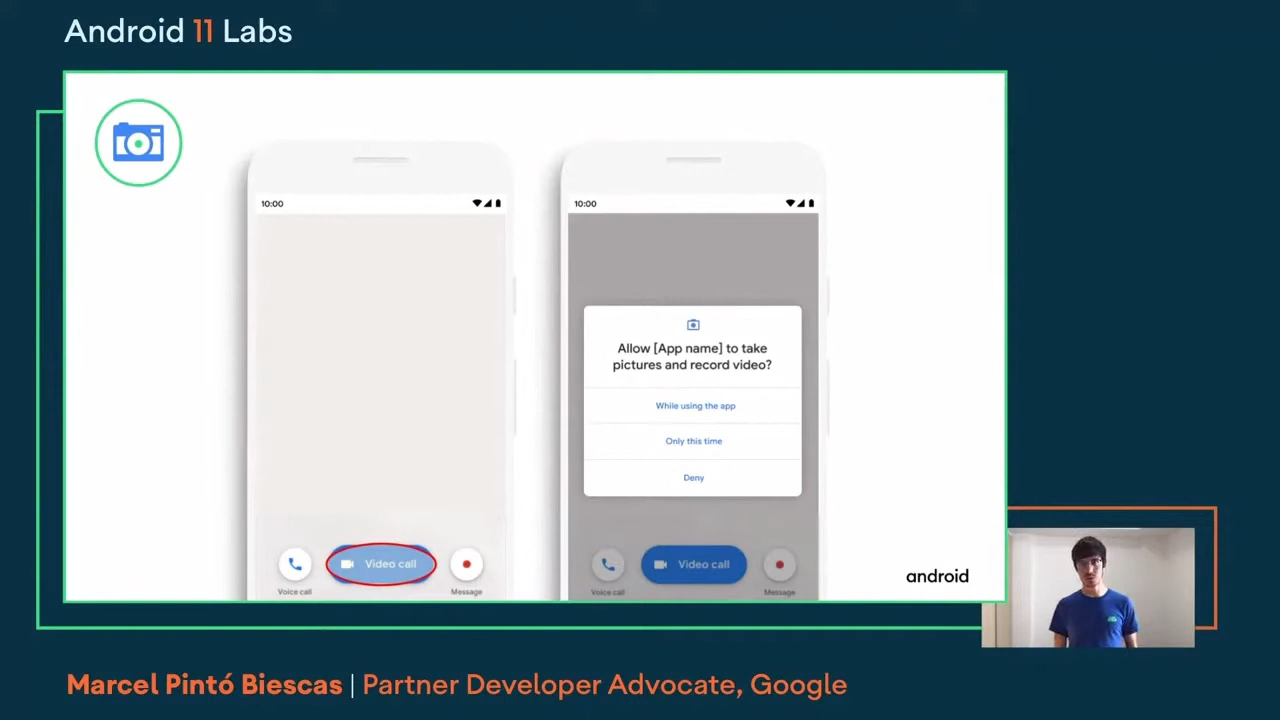 Android 11 Labs
10:00
Video call
Voice call
Message
10:00
Allow [App name] to take
pictures and record video?
While using the app
Only this time
Deny
Video call
Voice call
Message
android
Marcel Pintó Biescas | Partner Developer Advocate, Google